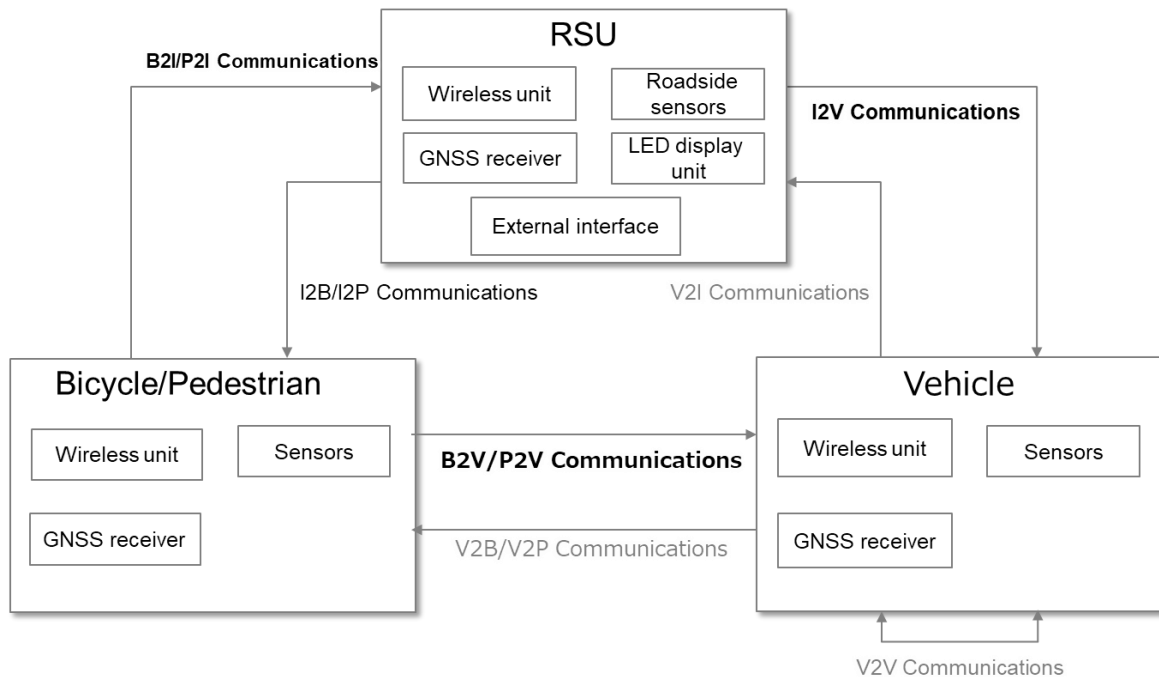 RSU
B2I/P2I Communications
Wireless unit
Roadside
sensors
I2V Communications
GNSS receiver
LED display
unit
External interface
I2B/I2P Communications
V2I Communications
Bicycle/Pedestrian
Vehicle
Wireless unit
Sensors
Wireless unit
Sensors
B2V/P2V Communications
GNSS receiver
GNSS receiver
V2B/V2P Communications
V2V Communications